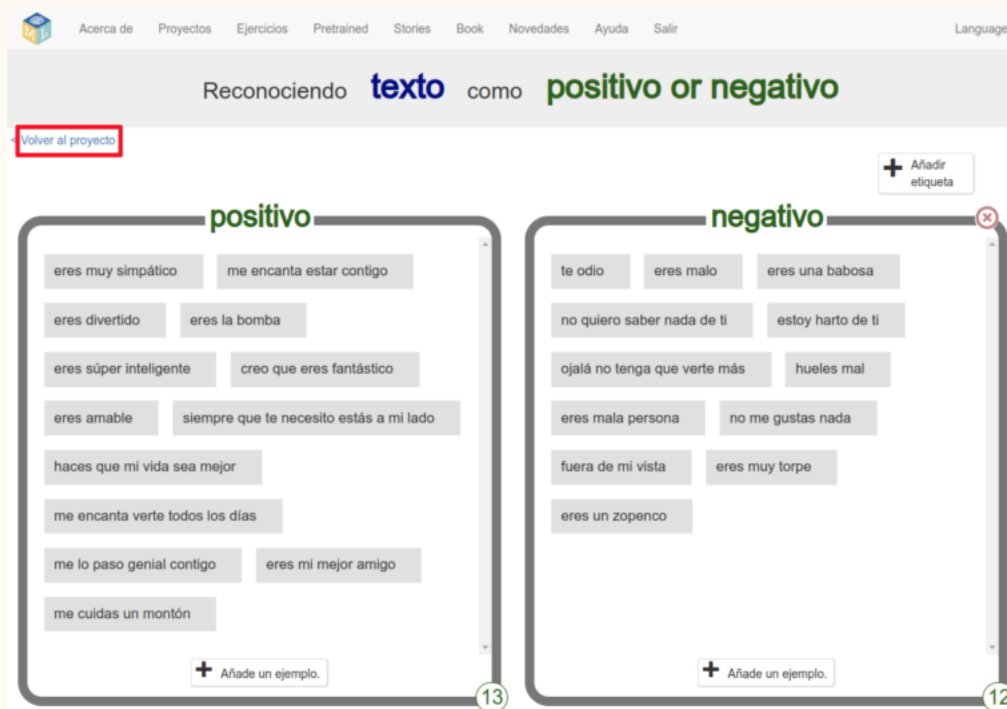 Acerca de Proyectos Ejercicios Pretrained Stories Book Novedades Ayuda Salir Language
Reconociendo texto como positivo or negativo
< Volver al proyecto
+ Añadir
etiqueta
positivo
eres muy simpático me encanta estar contigo
eres divertido eres la bomba
eres súper inteligente creo que eres fantástico
eres amable siempre que te necesito estás a mi lado
haces que mi vida sea mejor
me encanta verte todos los días
me lo paso genial contigo eres mi mejor amigo
me cuidas un montón
+ Añade un ejemplo.
13
negativo
te odio eres malo eres una babosa
no quiero saber nada de ti estoy harto de ti
ojalá no tenga que verte más hueles mal
eres mala persona no me gustas nada
fuera de mi vista eres muy torpe
eres un zopenco
+ Añade un ejemplo.
12